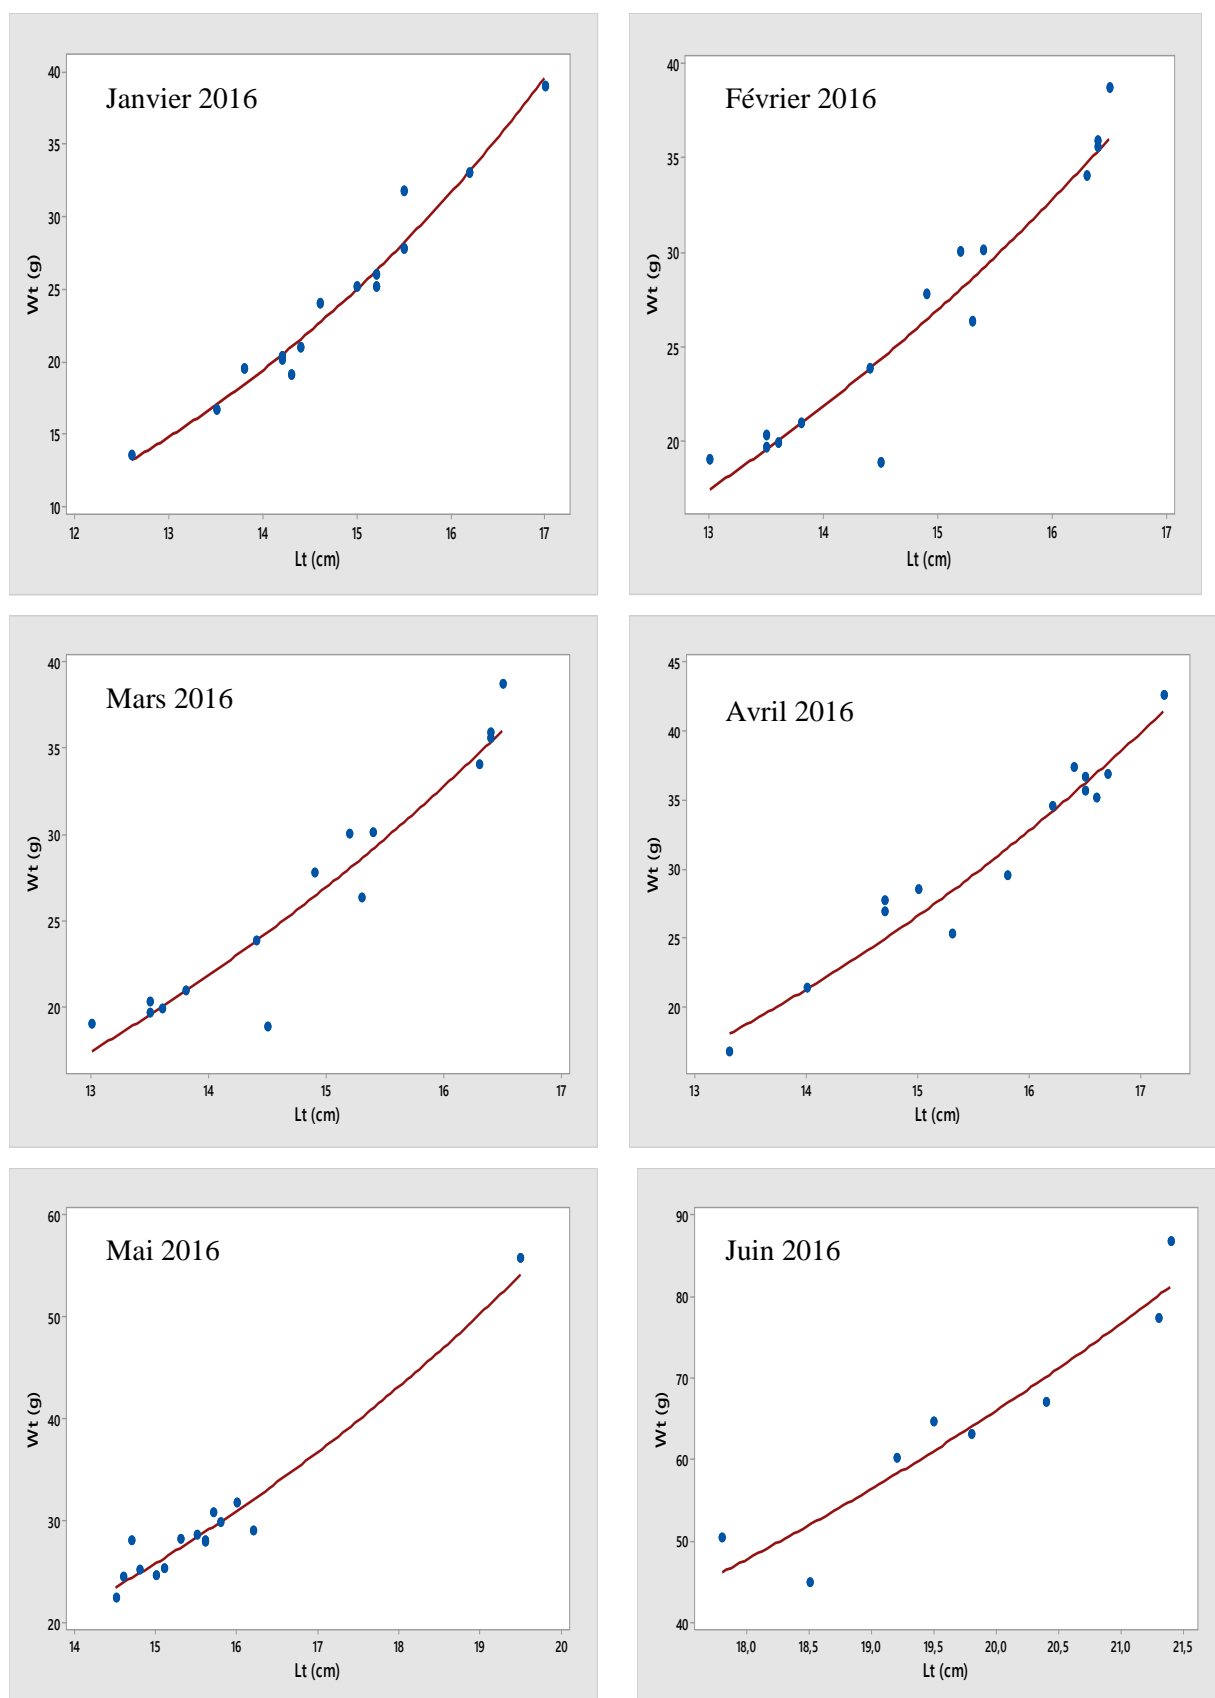 Janvier 2016
40
35
30
25
20
15
10
Wt (g)
12 13 14 15 16 17
Lt (cm)
Février 2016
40
35
30
25
20
Wt (g)
13 14 15 16 17
Lt (cm)
Mars 2016
40
35
30
25
20
Wt (g)
13 14 15 16 17
Lt (cm)
Avril 2016
45
40
35
30
25
20
Wt (g)
13 14 15 16 17
Lt (cm)
Mai 2016
60
50
40
30
20
Wt (g)
14 15 16 17 18 19 20
Lt (cm)
Juin 2016
90
80
70
60
50
40
Wt (g)
18,0 18,5 19,0 19,5 20,0 20,5 21,0 21,5
Lt (cm)